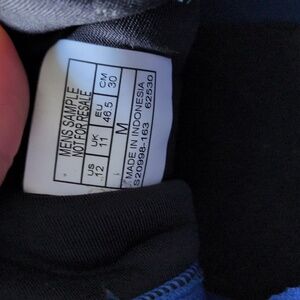 MENS SAMPLE
NOT FOR RESALE
US UK EU CM
12 11 46.5 30
M
MADE IN INDONESIA
S20998-163 62530